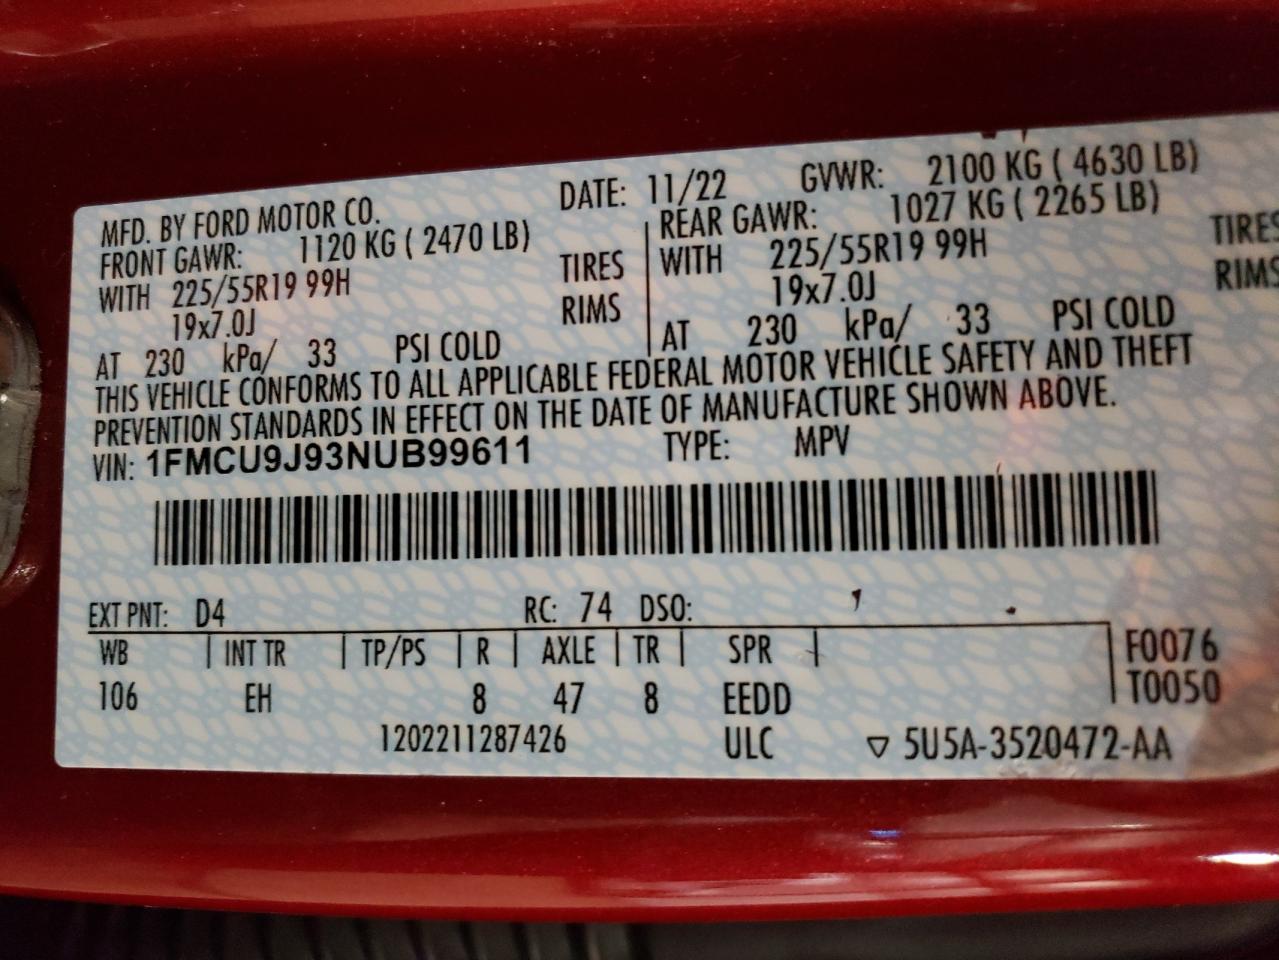 MFD. BY FORD MOTOR CO. DATE: 11/22 GVWR: 2100 KG ( 4630 LB)
FRONT GAWR: 1120 KG ( 2470 LB) REAR GAWR: 1027 KG ( 2265 LB)
WITH 225/55R19 99H TIRES WITH 225/55R19 99H TIRES
19x7.0J RIMS 19x7.0J RIMS
AT 230 kPa/ 33 PSI COLD AT 230 kPa/ 33 PSI COLD
THIS VEHICLE CONFORMS TO ALL APPLICABLE FEDERAL MOTOR VEHICLE SAFETY AND THEFT
PREVENTION STANDARDS IN EFFECT ON THE DATE OF MANUFACTURE SHOWN ABOVE.
VIN: 1FMCU9J93NUB99611 TYPE: MPV
EXT PNT: D4 RC: 74 DSO:
WB INT TR TP/PS R AXLE TR SPR F0076
106 EH 8 47 8 EEDD T0050
1202211287426 ULC ▽ 5U5A-3520472-AA